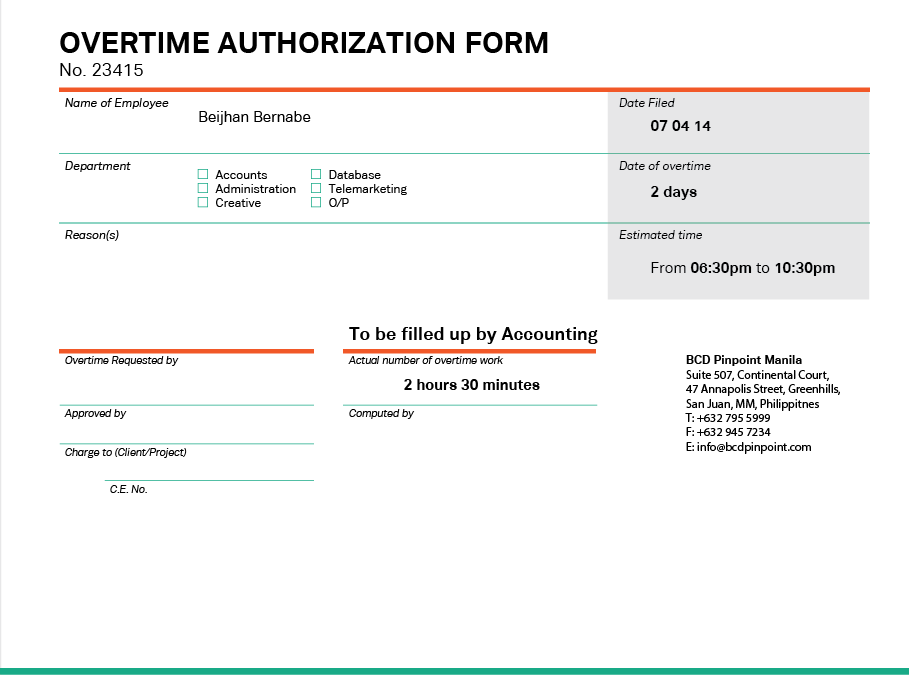 OVERTIME AUTHORIZATION FORM
No. 23415
Name of Employee
Beijhan Bernabe
Date Filed
07 04 14
Department
Accounts
Administration
Creative
Database
Telemarketing
O/P
Date of overtime
2 days
Reason(s)
Estimated time
From 06:30pm to 10:30pm
To be filled up by Accounting
Overtime Requested by
Approved by
Charge to (Client/Project)
C.E. No.
Actual number of overtime work
2 hours 30 minutes
Computed by
BCD Pinpoint Manila
Suite 507, Continental Court,
47 Annapolis Street, Greenhills,
San Juan, MM, Philippitnes
T: +632 795 5999
F: +632 945 7234
E: info@bcdpinpoint.com